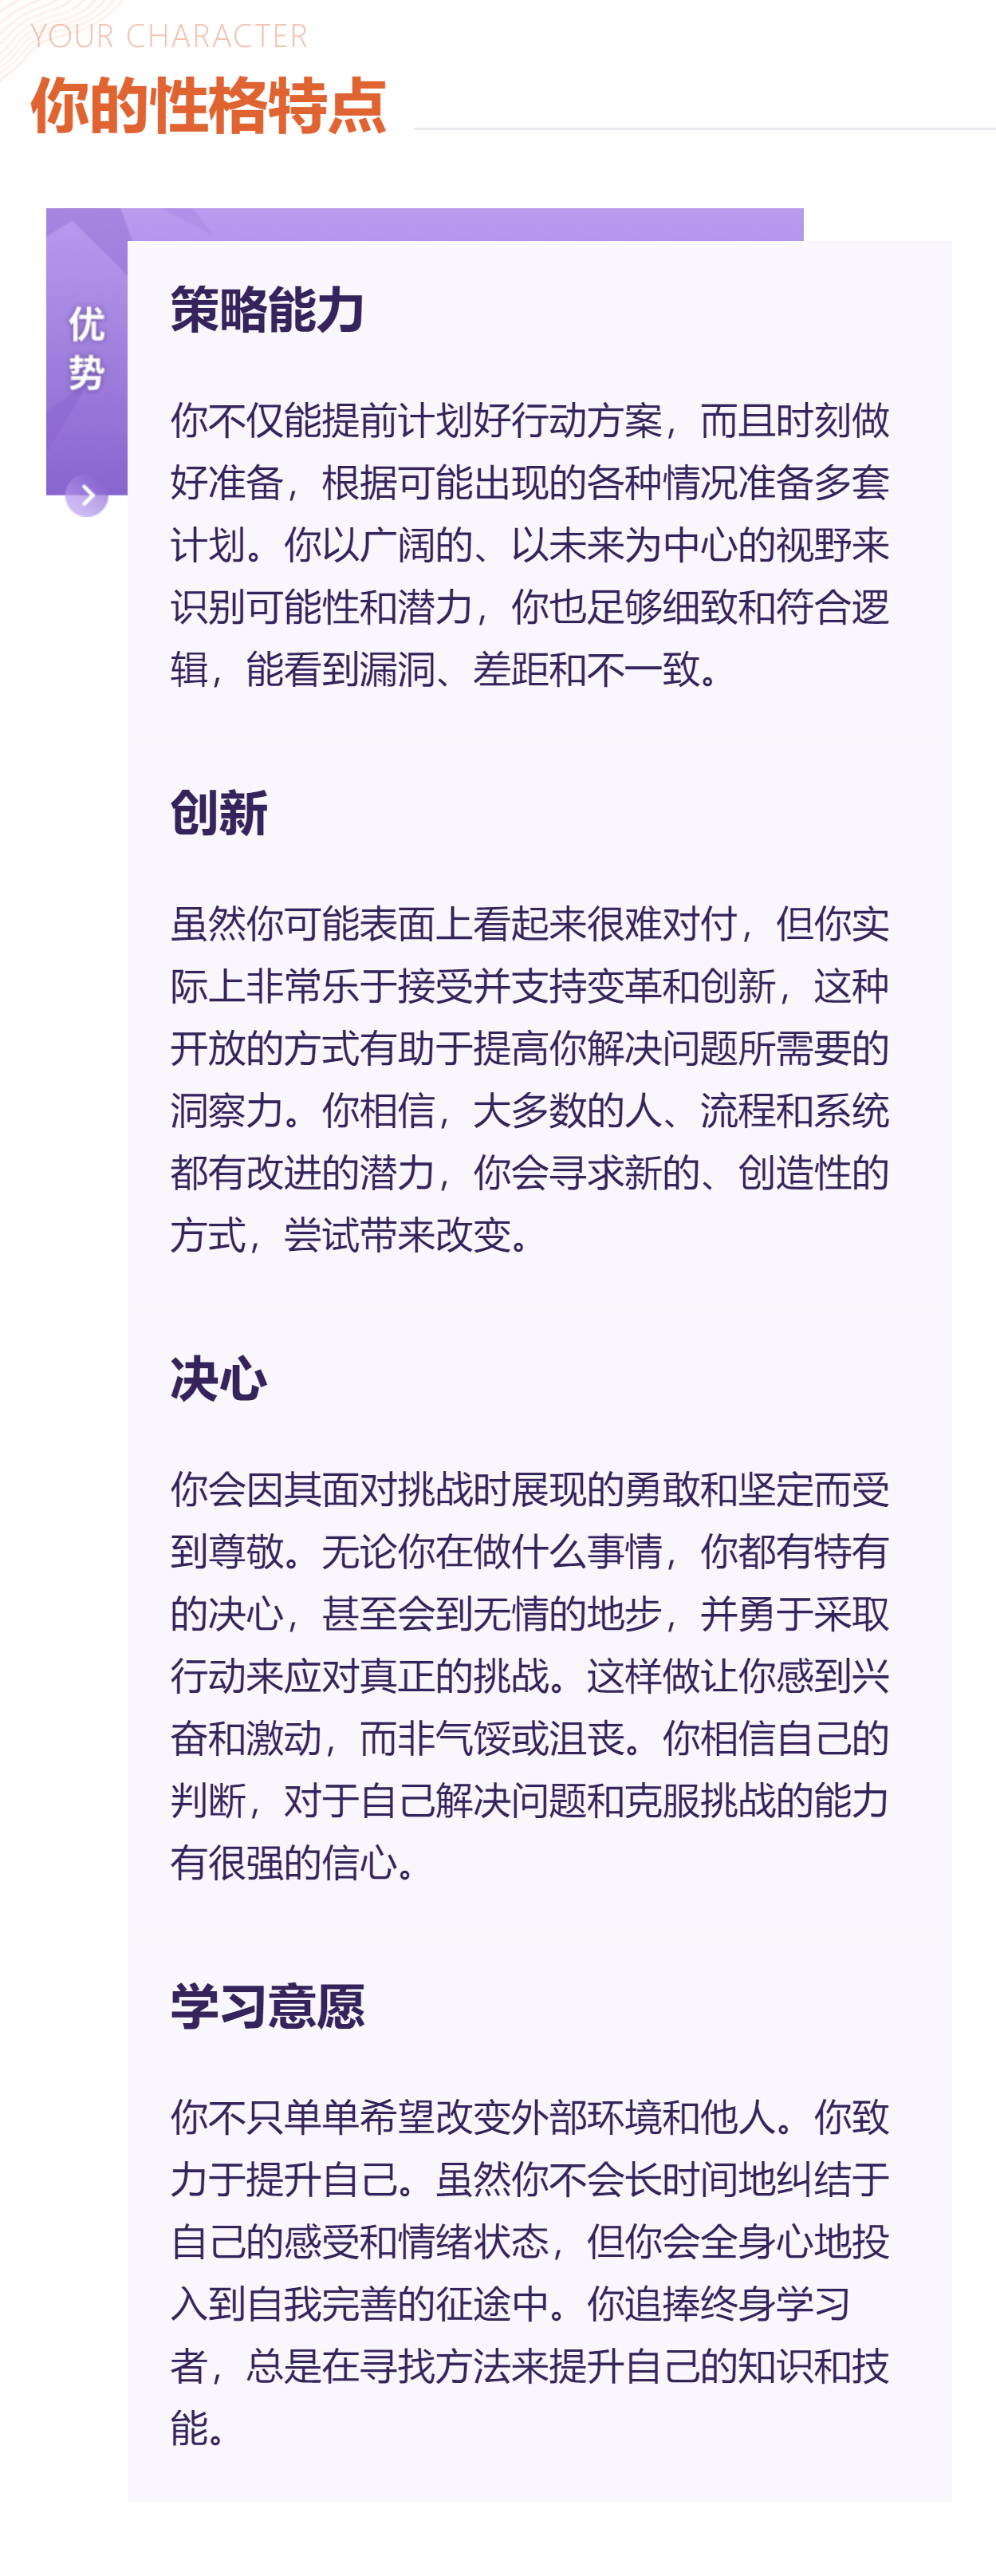 YOUR CHARACTER
你的性格特点
优
势
策略能力
你不仅能提前计划好行动方案，而且时刻做
好准备，根据可能出现的各种情况准备多套
计划。你以广阔的、以未来为中心的视野来
识别可能性和潜力，你也足够细致和符合逻
辑，能看到漏洞、差距和不一致。
创新
虽然你可能表面上看起来很难对付，但你实
际上非常乐于接受并支持变革和创新，这种
开放的方式有助于提高你解决问题所需要的
洞察力。你相信，大多数的人、流程和系统
都有改进的潜力，你会寻求新的、创造性的
方式，尝试带来改变。
决心
你会因其面对挑战时展现的勇敢和坚定而受
到尊敬。无论你在做什么事情，你都有特有
的决心，甚至会到无情的地步，并勇于采取
行动来应对真正的挑战。这样做让你感到兴
奋和激动，而非气馁或沮丧。你相信自己的
判断，对于自己解决问题和克服挑战的能力
有很强的信心。
学习意愿
你不只单单希望改变外部环境和他人。你致
力于提升自己。虽然你不会长时间地纠结于
自己的感受和情绪状态，但你会全身心地投
入到自我完善的征途中。你追捧终身学习
者，总是在寻找方法来提升自己的知识和技
能。